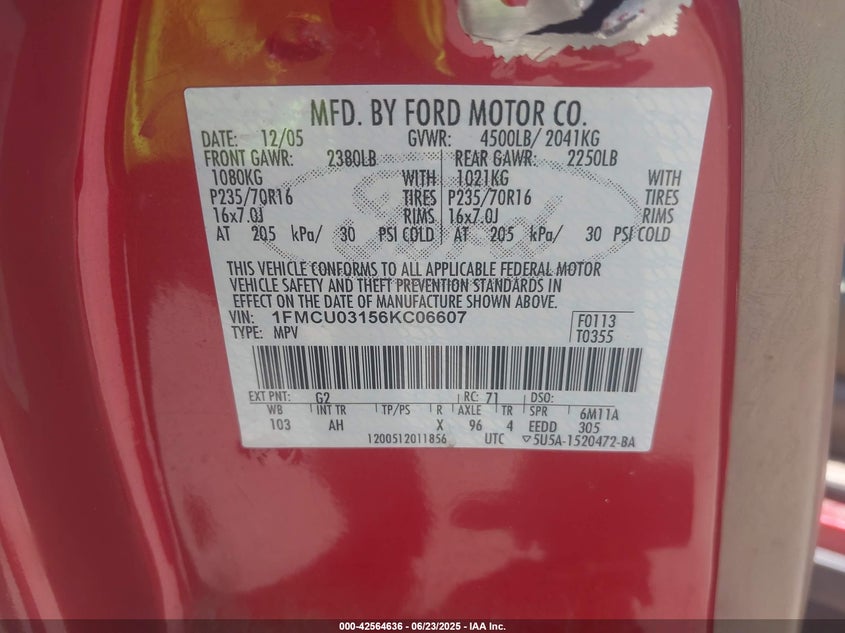 MFD. BY FORD MOTOR CO.
DATE: 12/05 GVWR: 4500LB/ 2041KG
FRONT GAWR: 2380LB REAR GAWR: 2250LB
1080KG WITH 1021KG WITH
P235/70R16 TIRES P235/70R16 TIRES
16x7.0J RIMS 16x7.0J RIMS
AT 205 kPa/ 30 PSI COLD AT 205 kPa/ 30 PSI COLD
Ford
THIS VEHICLE CONFORMS TO ALL APPLICABLE FEDERAL MOTOR
VEHICLE SAFETY AND THEFT PREVENTION STANDARDS IN
EFFECT ON THE DATE OF MANUFACTURE SHOWN ABOVE.
VIN: 1FMCU03156KC06607 F0113
TYPE: MPV T0355
EXT PNT: G2 RC: 71 DSO:
WB INT TR TP/PS R AXLE TR SPR 6M11A
103 AH X 96 4 EEDD 305
1200512011856 UTC ▽5U5A-1520472-BA
000-42564636 - 06/23/2025 - IAA Inc.